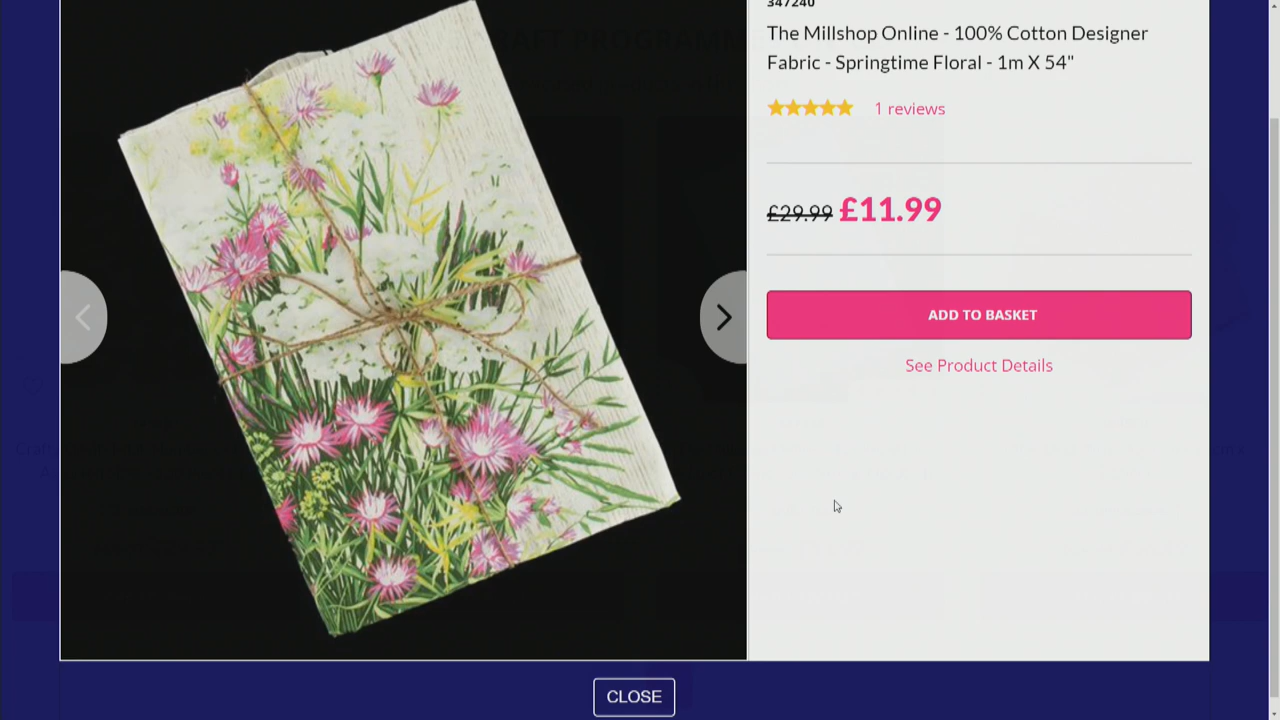 347240
The Millshop Online - 100% Cotton Designer
Fabric - Springtime Floral - 1m X 54"
1 reviews
£29.99 £11.99
ADD TO BASKET
See Product Details
CLOSE